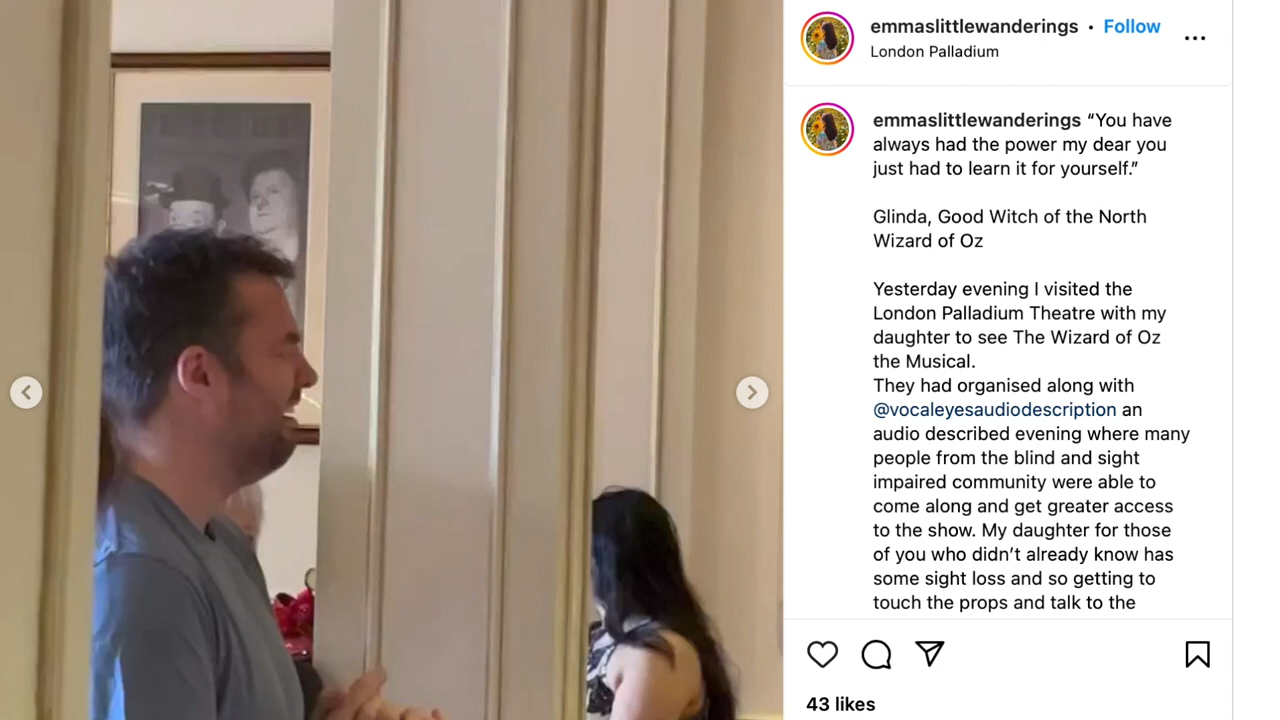 emmaslittlewanderings • Follow
London Palladium
emmaslittlewanderings “You have
always had the power my dear you
just had to learn it for yourself.”
Glinda, Good Witch of the North
Wizard of Oz
Yesterday evening I visited the
London Palladium Theatre with my
daughter to see The Wizard of Oz
the Musical.
They had organised along with
@vocaleyesaudiodescription an
audio described evening where many
people from the blind and sight
impaired community were able to
come along and get greater access
to the show. My daughter for those
of you who didn’t already know has
some sight loss and so getting to
touch the props and talk to the
43 likes